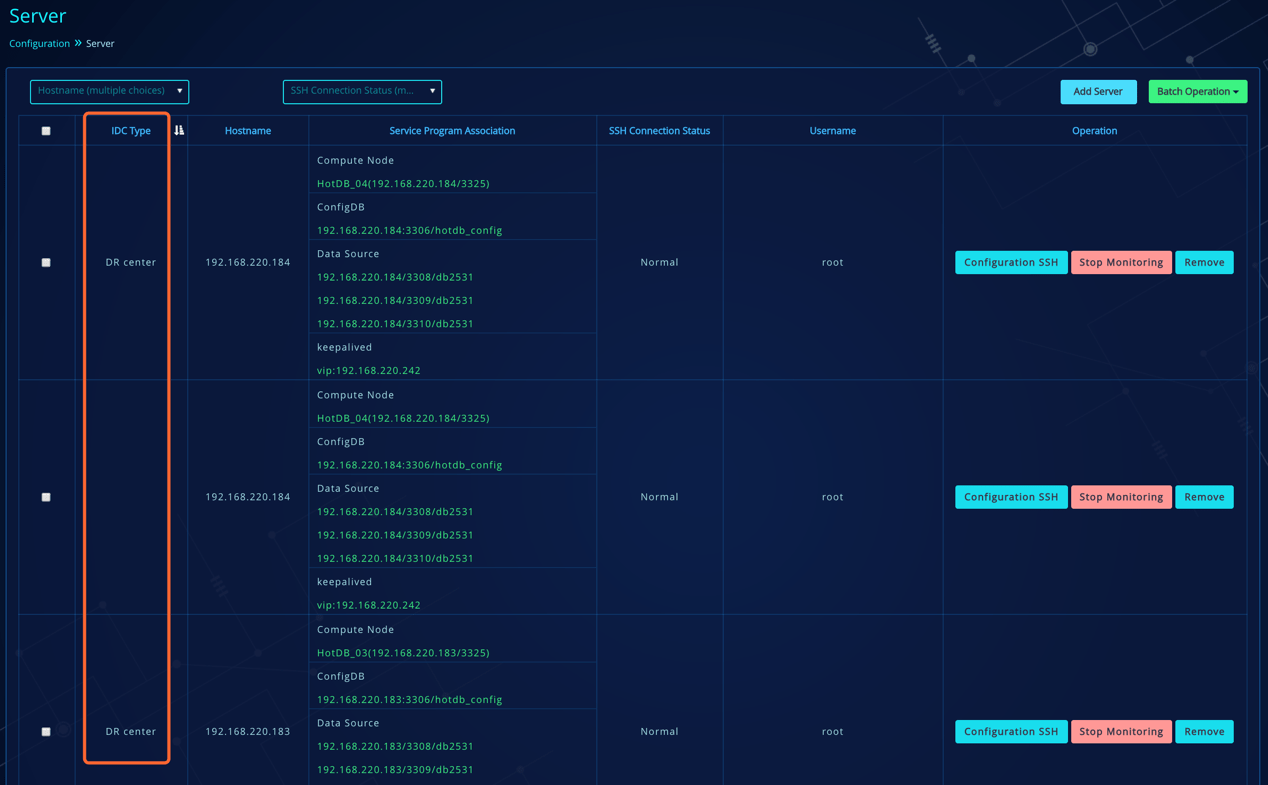 Server
Configuration » Server
Hostname (multiple choices)
SSH Connection Status (m...
Add Server
Batch Operation
IDC Type
Hostname
Service Program Association
SSH Connection Status
Username
Operation
DR center
192.168.220.184
Compute Node
HotDB_04(192.168.220.184/3325)
ConfigDB
192.168.220.184:3306/hotdb_config
Data Source
192.168.220.184/3308/db2531
192.168.220.184/3309/db2531
192.168.220.184/3310/db2531
keepalived
vip:192.168.220.242
Normal
root
Configuration SSH
Stop Monitoring
Remove
192.168.220.184
Compute Node
HotDB_04(192.168.220.184/3325)
ConfigDB
192.168.220.184:3306/hotdb_config
Data Source
192.168.220.184/3308/db2531
192.168.220.184/3309/db2531
192.168.220.184/3310/db2531
keepalived
vip:192.168.220.242
Normal
root
Configuration SSH
Stop Monitoring
Remove
DR center
192.168.220.183
Compute Node
HotDB_03(192.168.220.183/3325)
ConfigDB
192.168.220.183:3306/hotdb_config
Data Source
192.168.220.183/3308/db2531
192.168.220.183/3309/db2531
Normal
root
Configuration SSH
Stop Monitoring
Remove